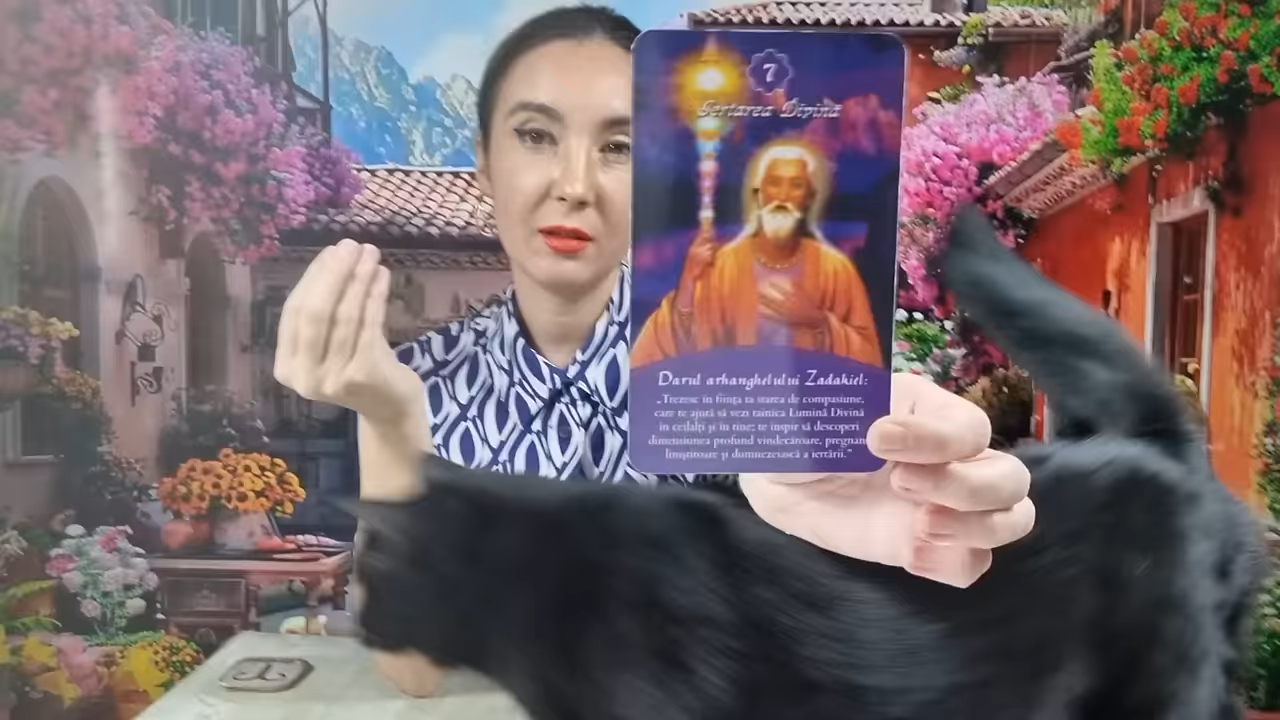 7
Iertarea Divină
Darul arhanghelului Zadakiel:
„Trezesc în ființa ta starea de compasiune,
care te ajută să vezi tainica Lumină Divină
în ceilalți și în tine; te inspir să descoperi
dimensiunea profund vindecătoare, pregnant
liniștitoare și dumnezeiască a iertării.”